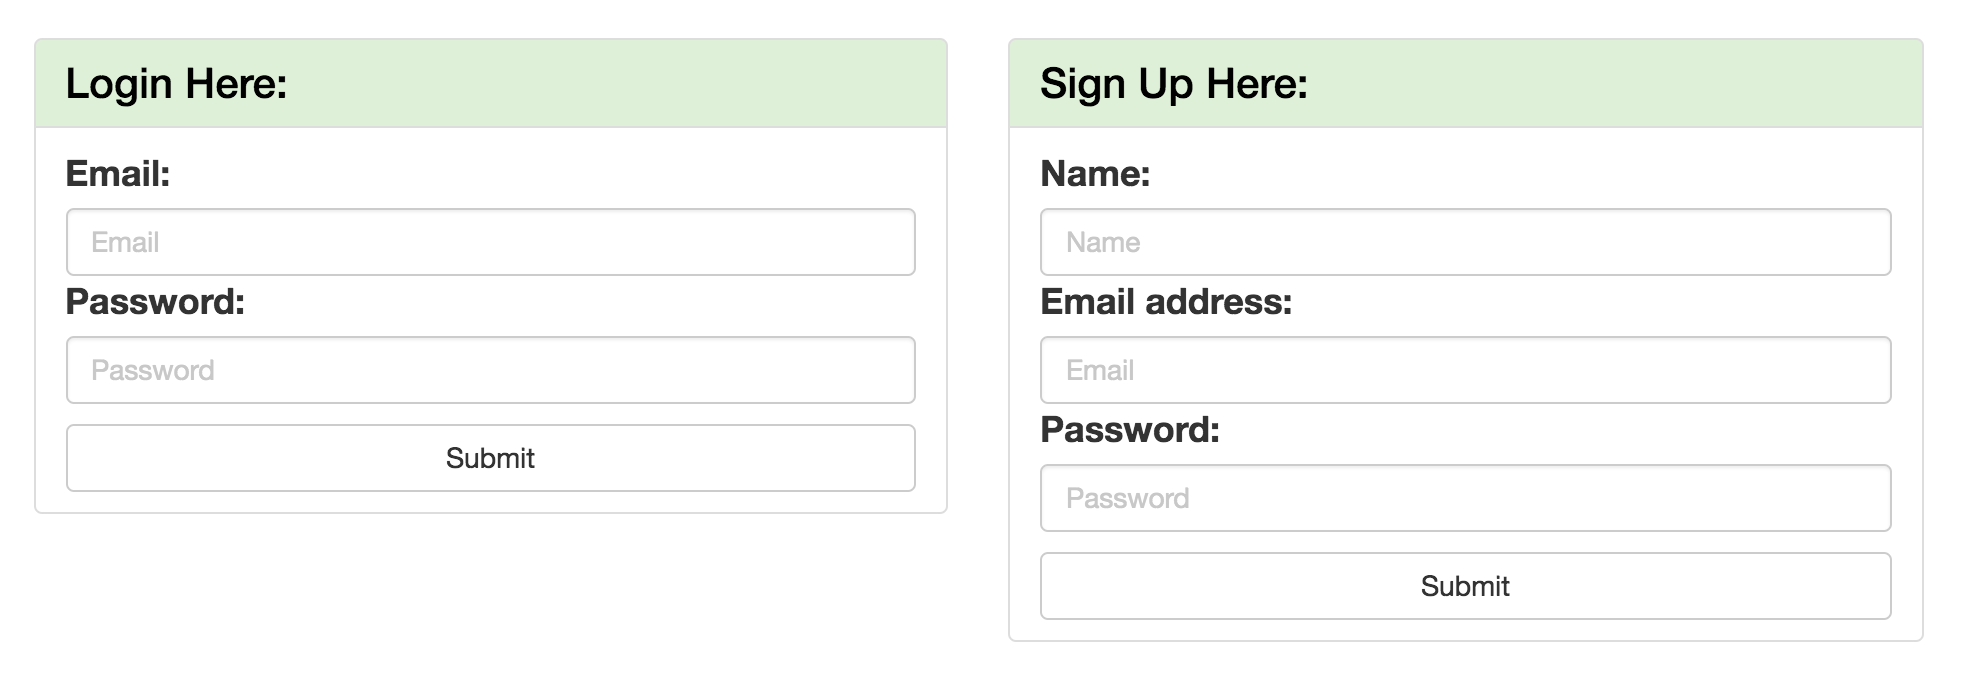 Login Here:
Email:
Email
Password:
Password
Submit
Sign Up Here:
Name:
Name
Email address:
Email
Password:
Password
Submit